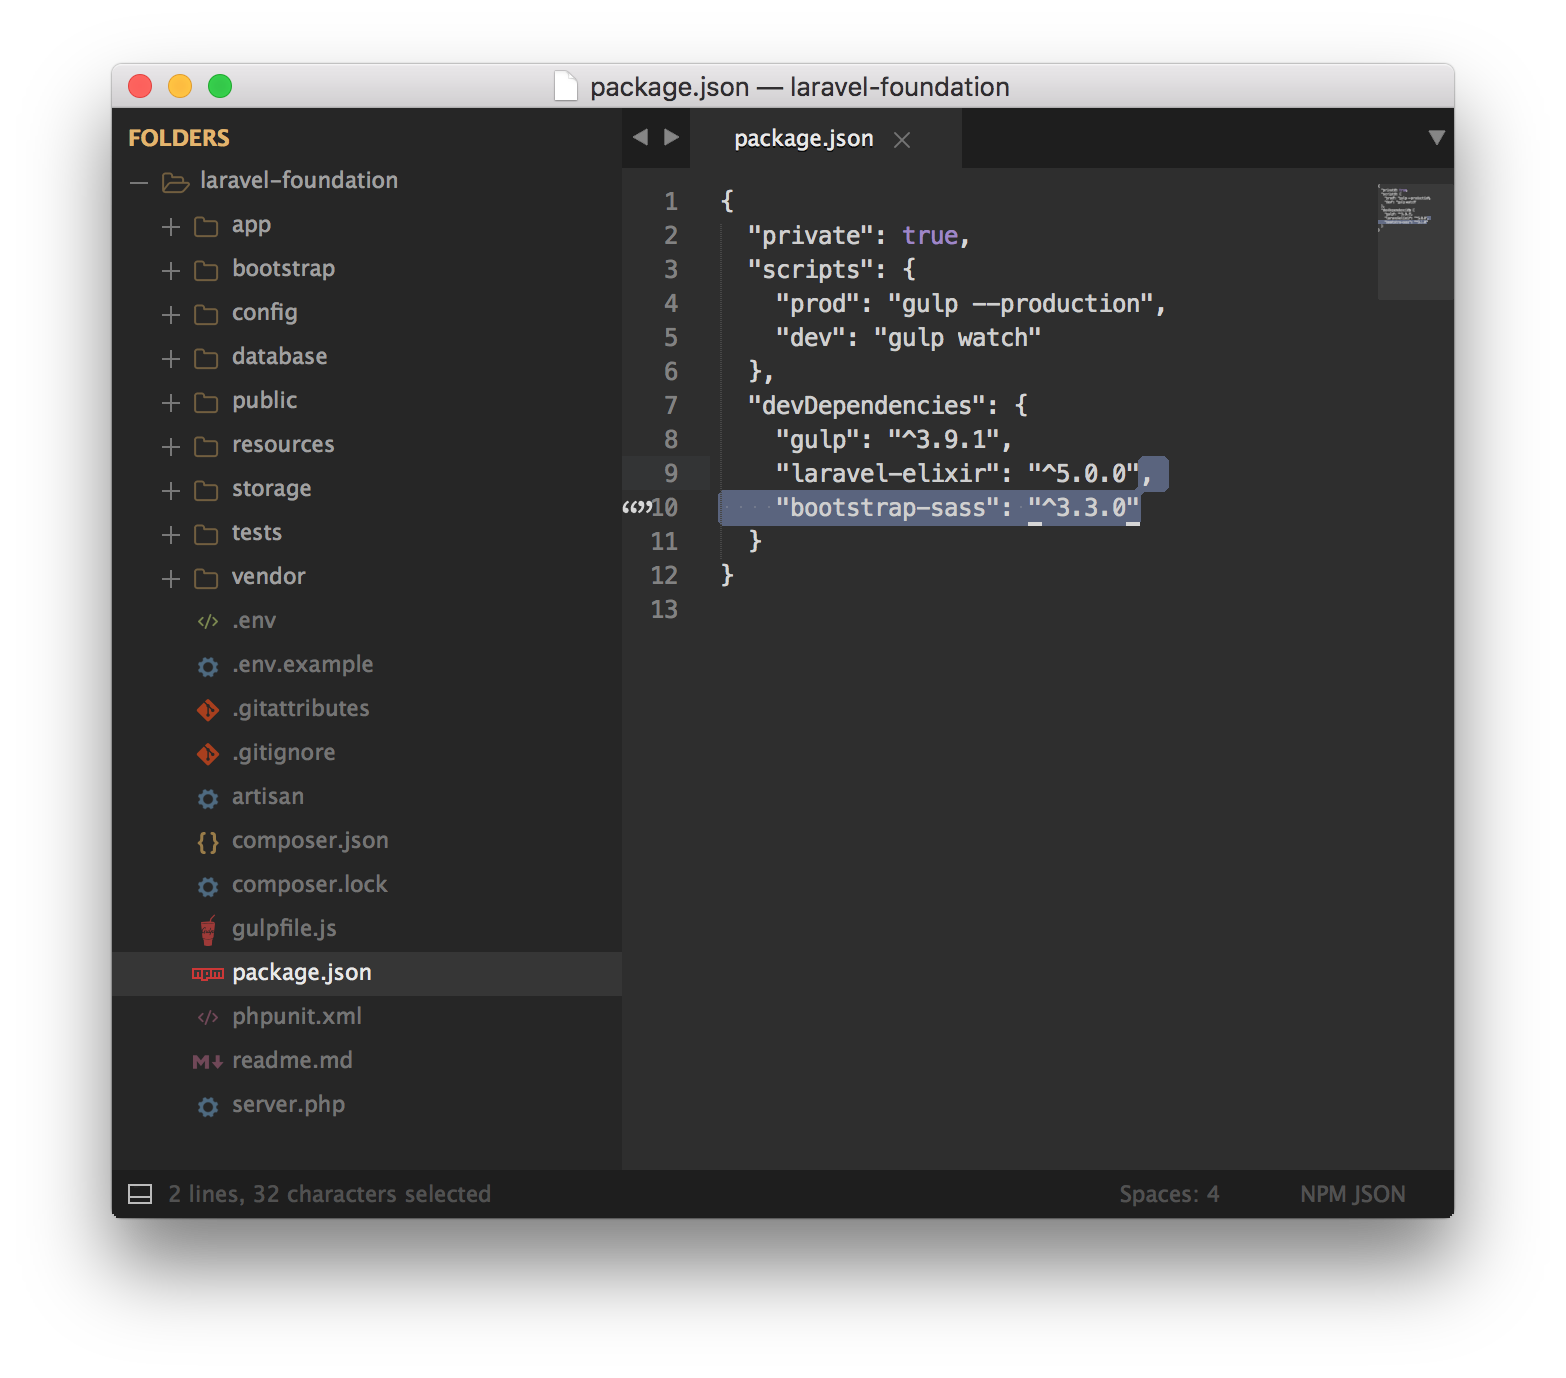 package.json — laravel-foundation
FOLDERS
laravel-foundation
app
bootstrap
config
database
public
resources
storage
tests
vendor
.env
.env.example
.gitattributes
.gitignore
artisan
composer.json
composer.lock
gulpfile.js
package.json
phpunit.xml
readme.md
server.php
package.json
1 {
2 "private": true,
3 "scripts": {
4 "prod": "gulp --production",
5 "dev": "gulp watch"
6 },
7 "devDependencies": {
8 "gulp": "^3.9.1",
9 "laravel-elixir": "^5.0.0",
10 "bootstrap-sass": "^3.3.0"
11 }
12 }
13
2 lines, 32 characters selected
Spaces: 4
NPM JSON